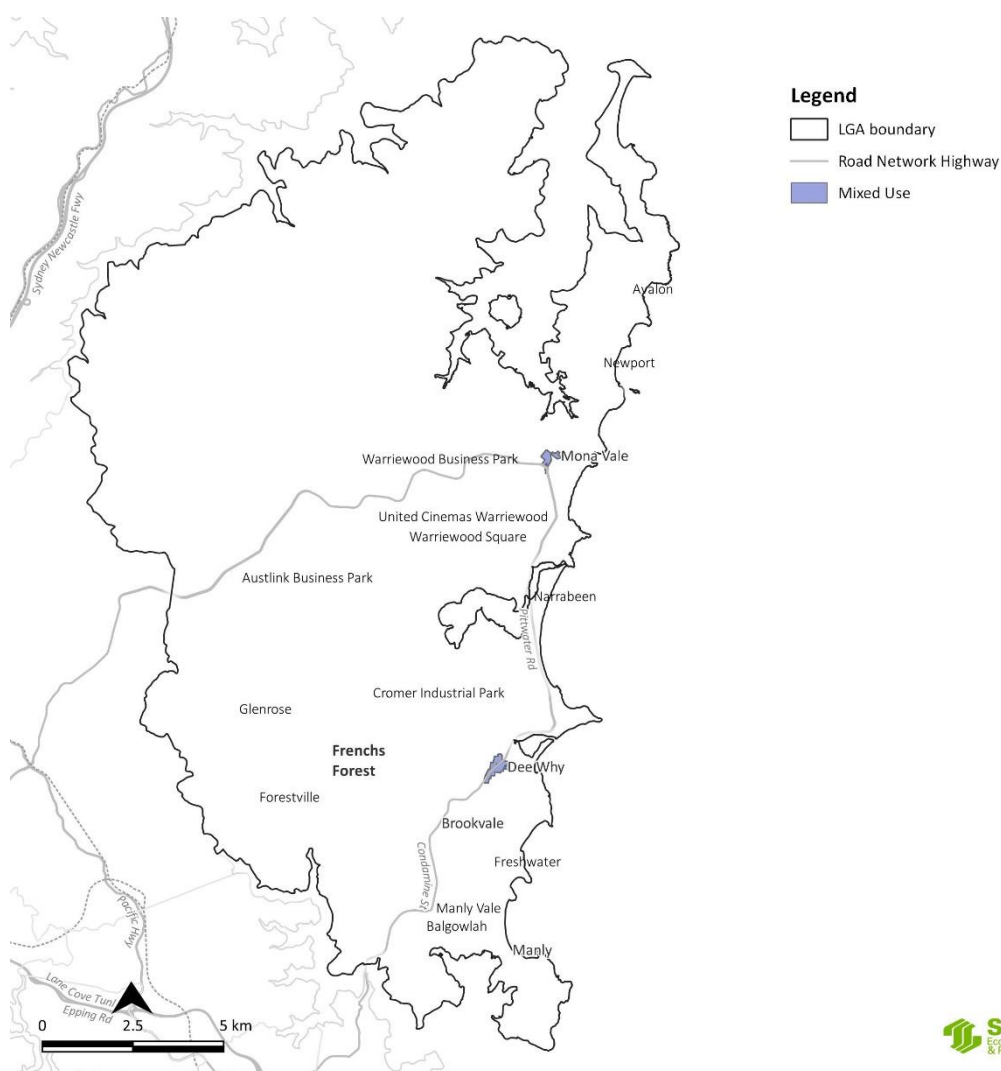 Legend
LGA boundary
Road Network Highway
Mixed Use
Sydney Newcastle Fwy
Avalon
Newport
Warriewood Business Park
Mona Vale
United Cinemas Warriewood
Warriewood Square
Austlink Business Park
Narrabeen
Pittwater Rd
Cromer Industrial Park
Glenrose
Frenchs
Forest
Dee Why
Forestville
Brookvale
Condamine St
Freshwater
Manly Vale
Balgowlah
Manly
Pacific Hwy
Lane Cove Tunl
Epping Rd
0 2.5 5 km